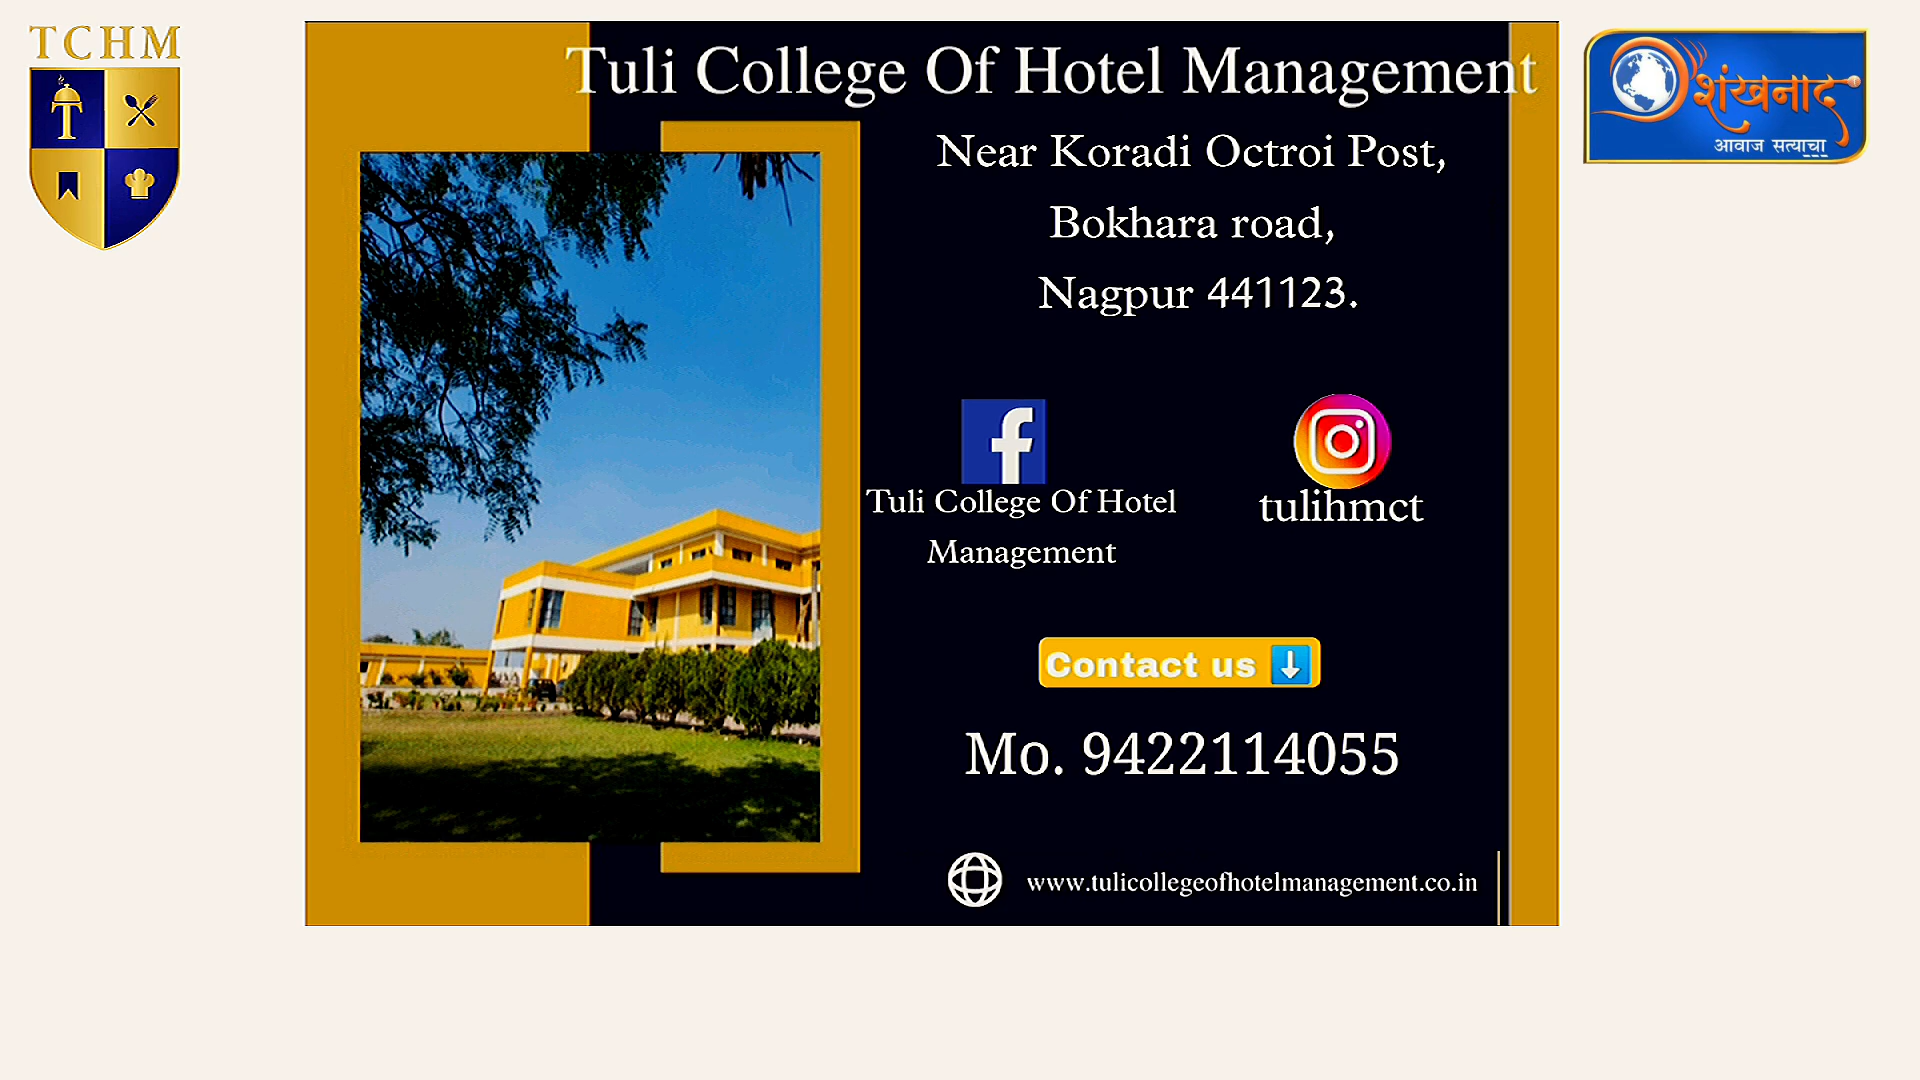 TCHM
T
Tuli College Of Hotel Management
शंखनाद
आवाज सत्याचा
Near Koradi Octroi Post,
Bokhara road,
Nagpur 441123.
Tuli College Of Hotel
Management
tulihmct
Contact us ⬇
Mo. 9422114055
www.tulicollegeofhotelmanagement.co.in